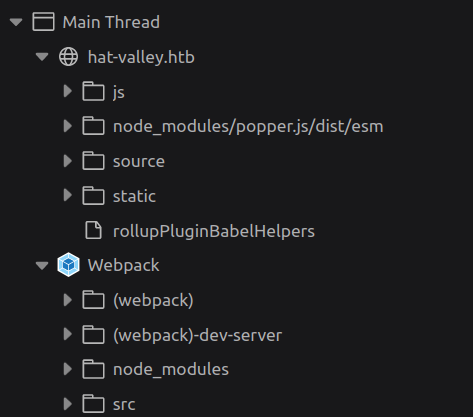 Main Thread
hat-valley.htb
js
node_modules/popper.js/dist/esm
source
static
rollupPluginBabelHelpers
Webpack
(webpack)
(webpack)-dev-server
node_modules
src